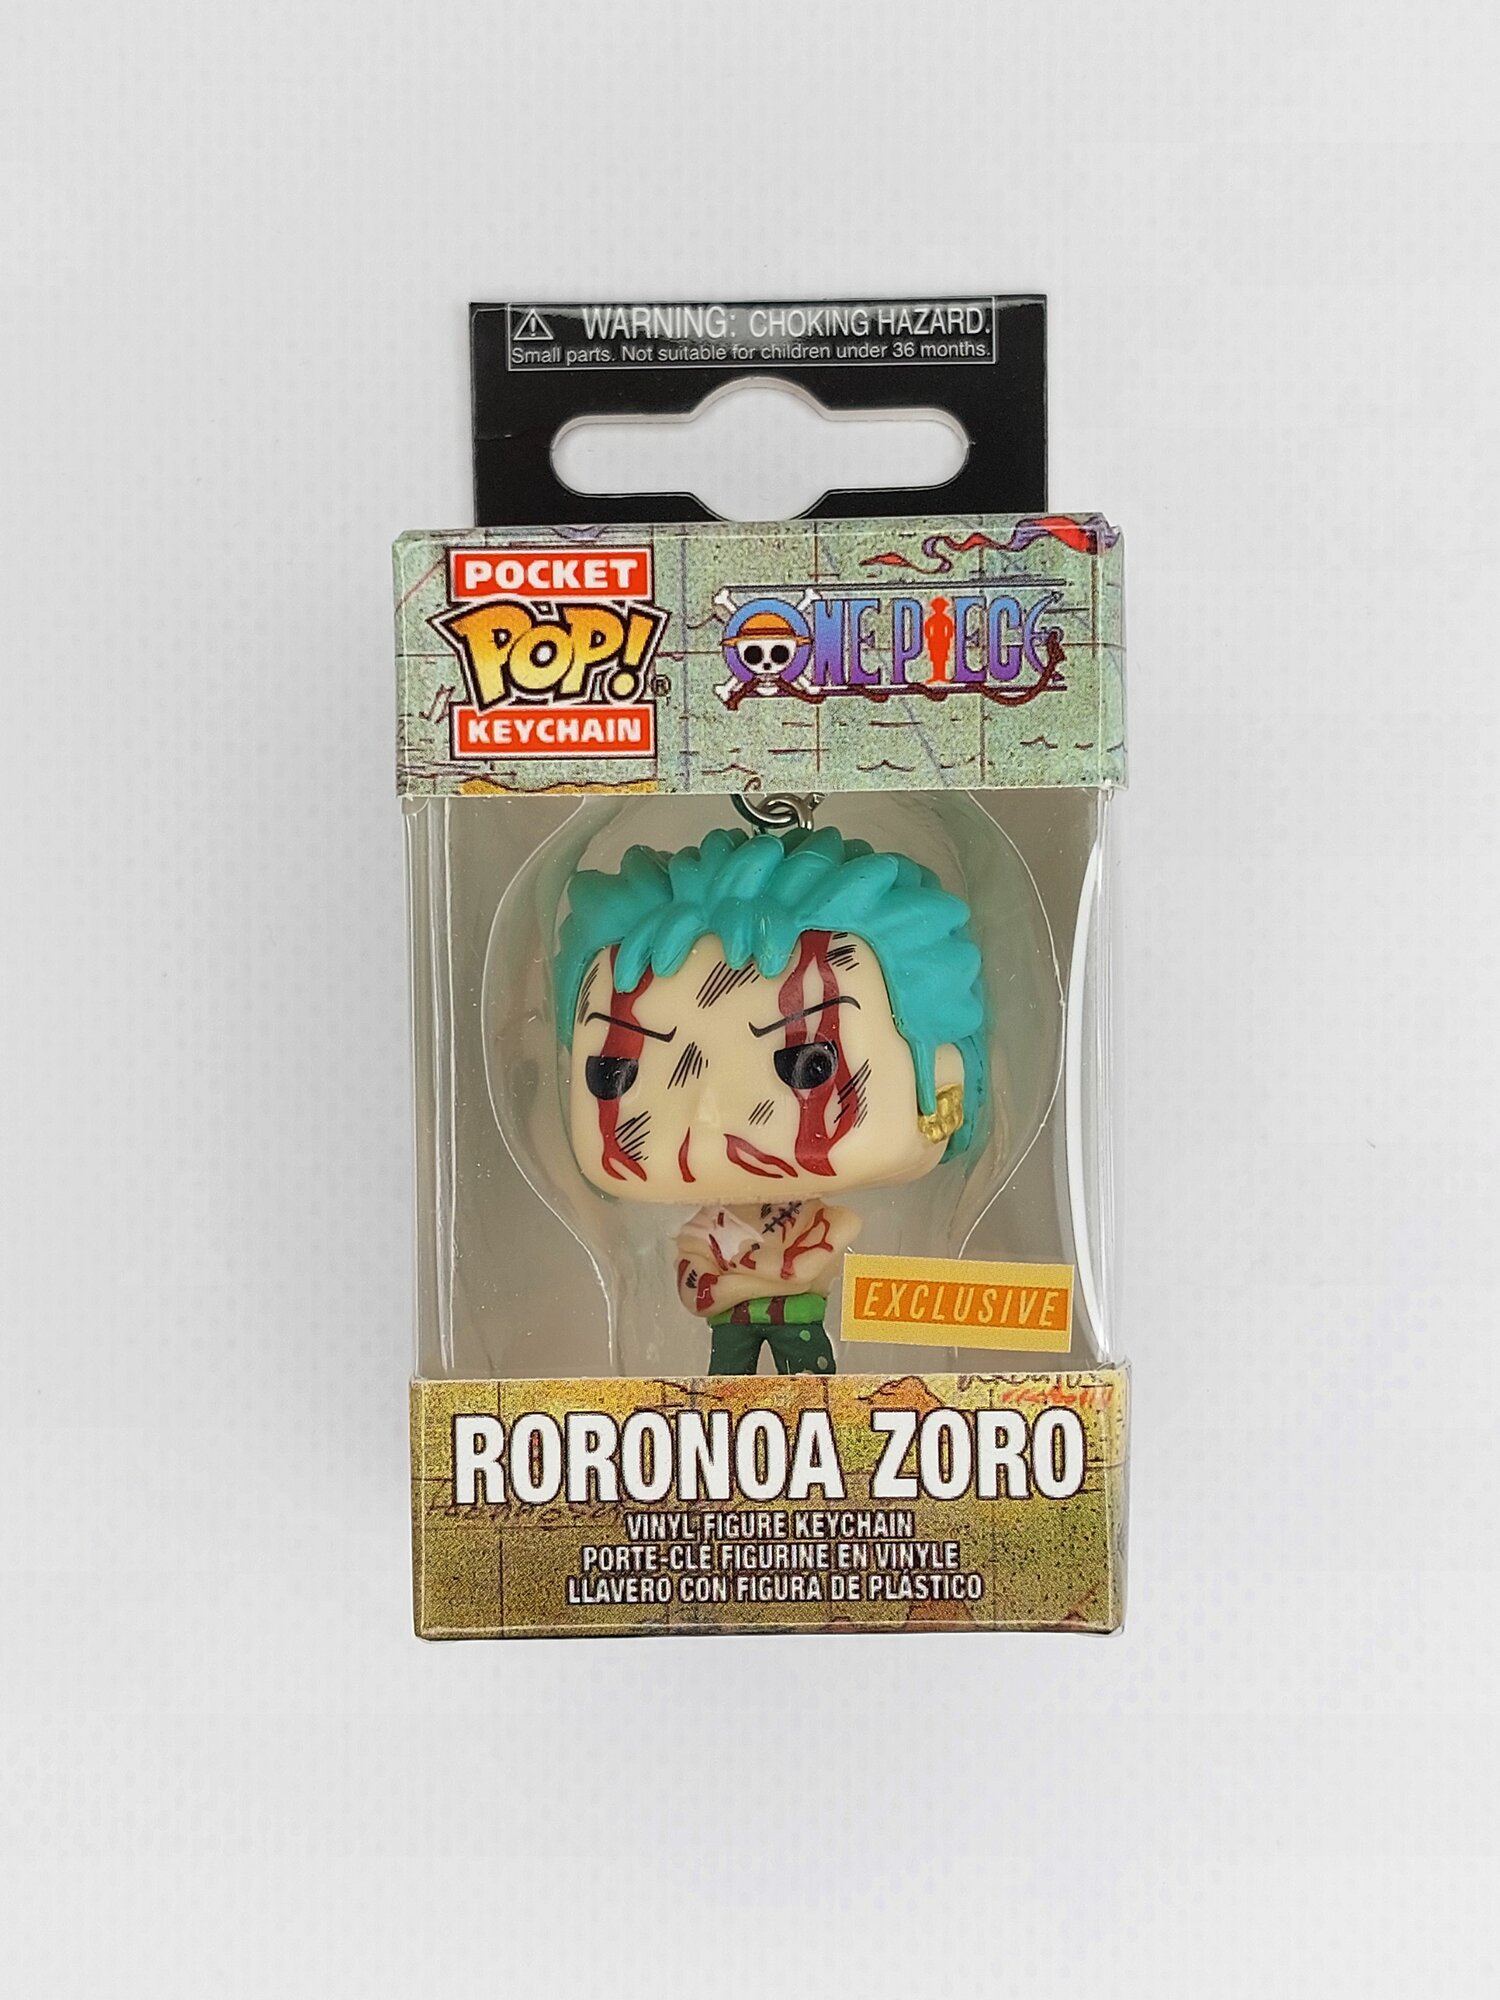 WARNING: CHOKING HAZARD.
Small parts. Not suitable for children under 36 months.
POCKET
POP! ®
KEYCHAIN
ONE PIECE
EXCLUSIVE
RORONOA ZORO
VINYL FIGURE KEYCHAIN
PORTE-CLÉ FIGURINE EN VINYLE
LLAVERO CON FIGURA DE PLÁSTICO